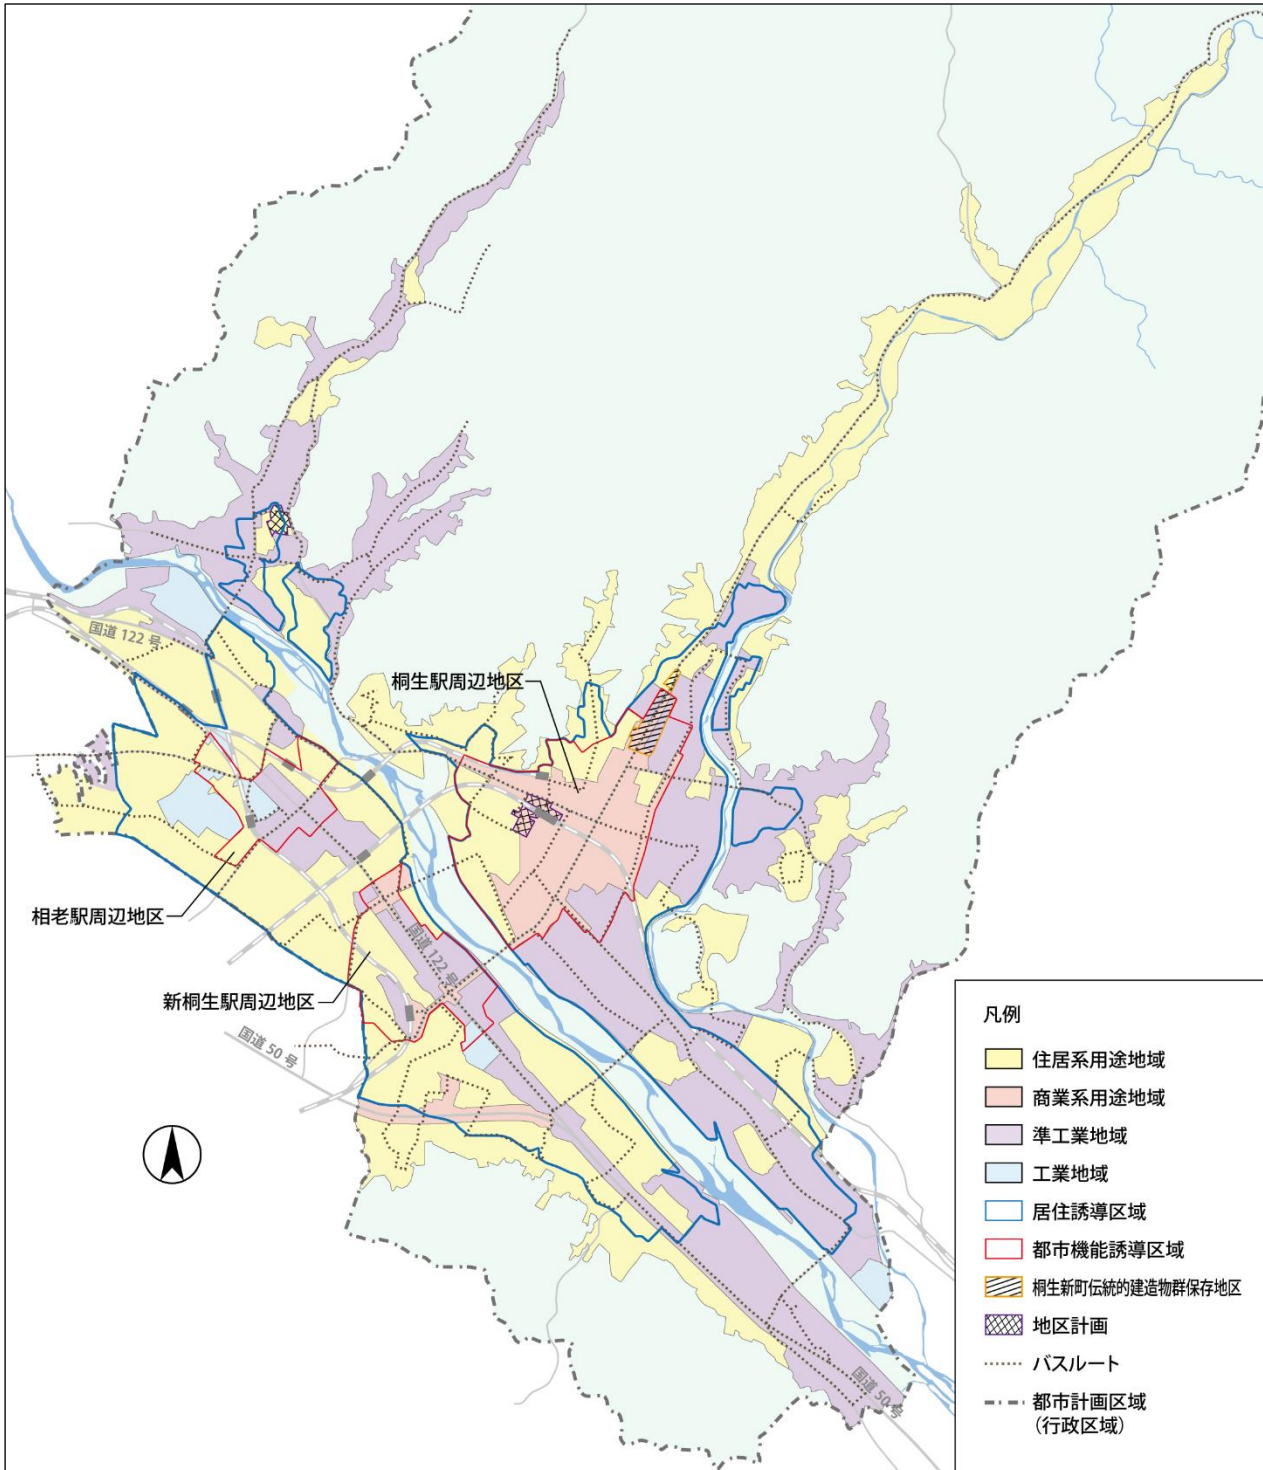 国道 122 号
桐生駅周辺地区
相老駅周辺地区
国道 122 号
新桐生駅周辺地区
国道 50 号
国道 50 号
凡例
住居系用途地域
商業系用途地域
準工業地域
工業地域
居住誘導区域
都市機能誘導区域
桐生新町伝統的建造物群保存地区
地区計画
バスルート
都市計画区域
(行政区域)